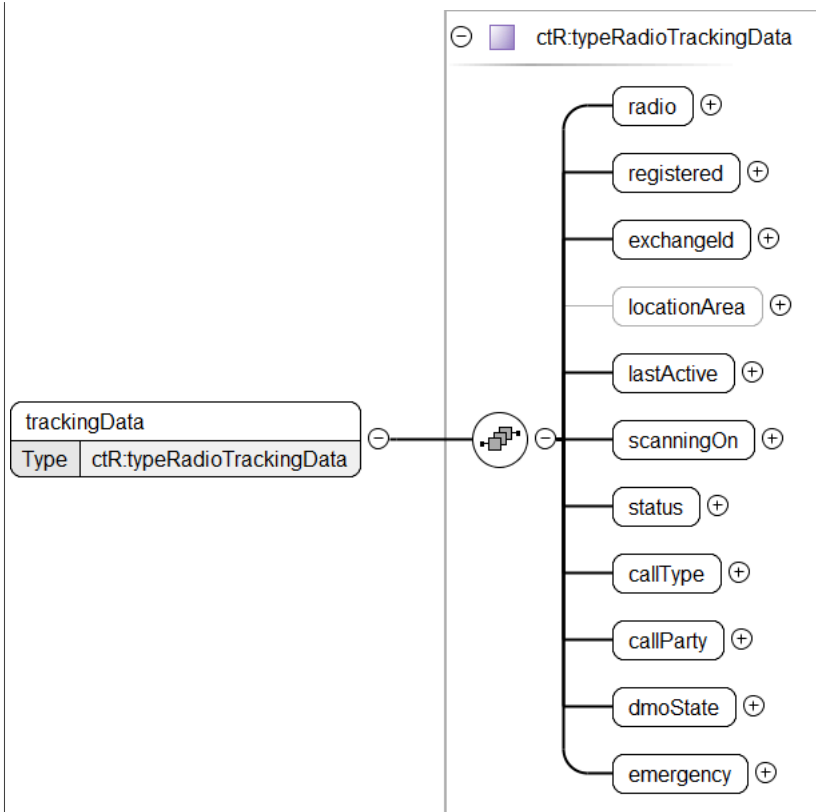 ctR:typeRadioTrackingData
radio
registered
exchangeId
locationArea
lastActive
trackingData
Type ctR:typeRadioTrackingData
scanningOn
status
callType
callParty
dmoState
emergency